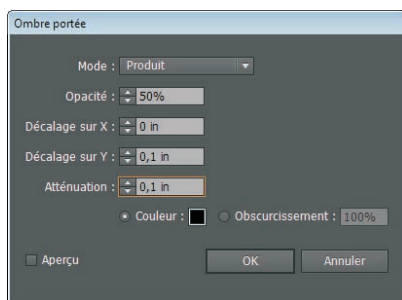 Ombre portée
Mode : Produit
Opacité : 50%
Décalage sur X : 0 in
Décalage sur Y : 0,1 in
Atténuation : 0,1 in
Couleur : Obscurcissement : 100%
Aperçu OK Annuler